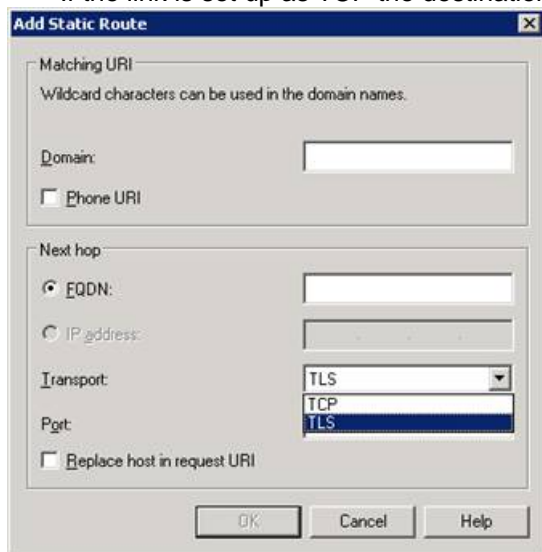 If the link is set up as TCP the destination
Add Static Route
Matching URI
Wildcard characters can be used in the domain names.
Domain:
Phone URI
Next hop
FQDN:
IP address:
Transport: TLS
TCP
Port: TLS
Replace host in request URI
OK Cancel Help